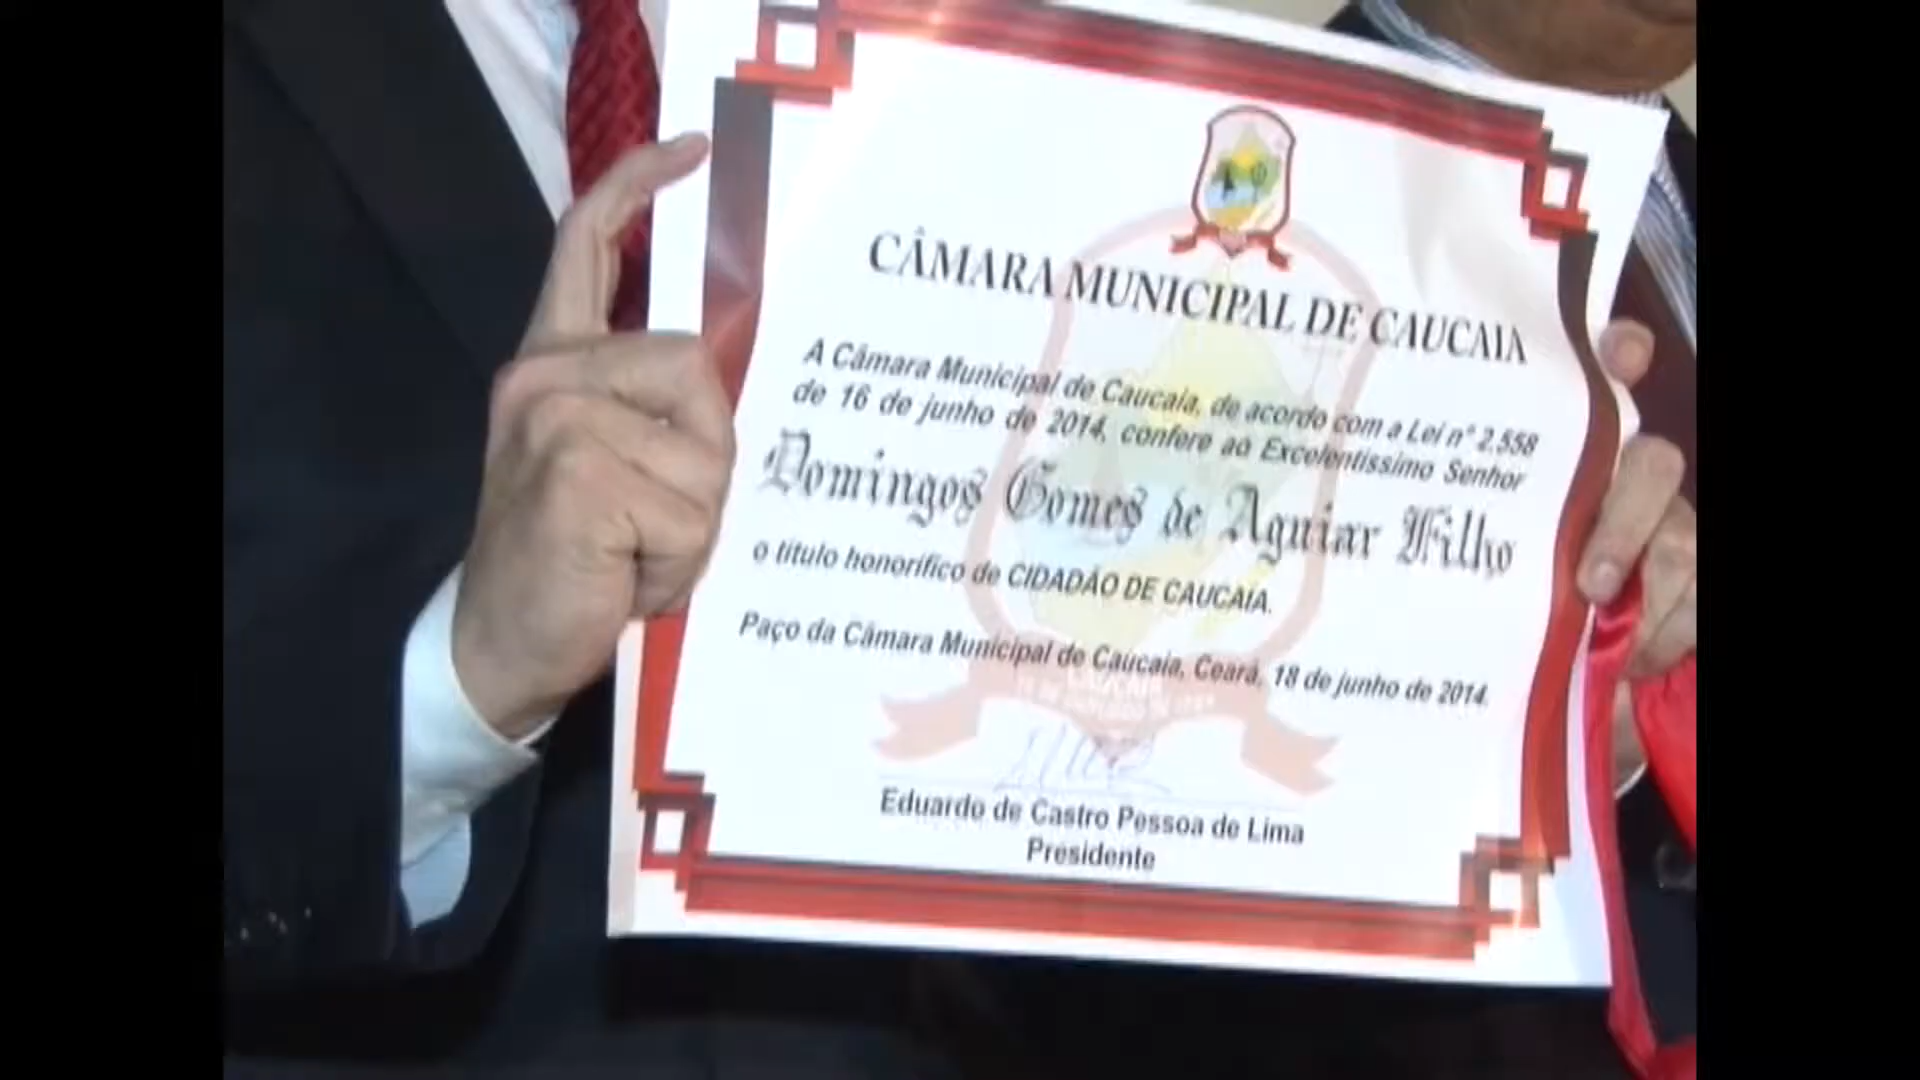 CÂMARA MUNICIPAL DE CAUCAIA
A Câmara Municipal de Caucaia, de acordo com a Lei nº 2.558
de 16 de junho de 2014, confere ao Excelentíssimo Senhor
Domingos Gomes de Aguiar Filho
o título honorífico de CIDADÃO DE CAUCAIA.
Paço da Câmara Municipal de Caucaia, Ceará, 18 de junho de 2014.
CAUCAIA
Eduardo de Castro Pessoa de Lima
Presidente